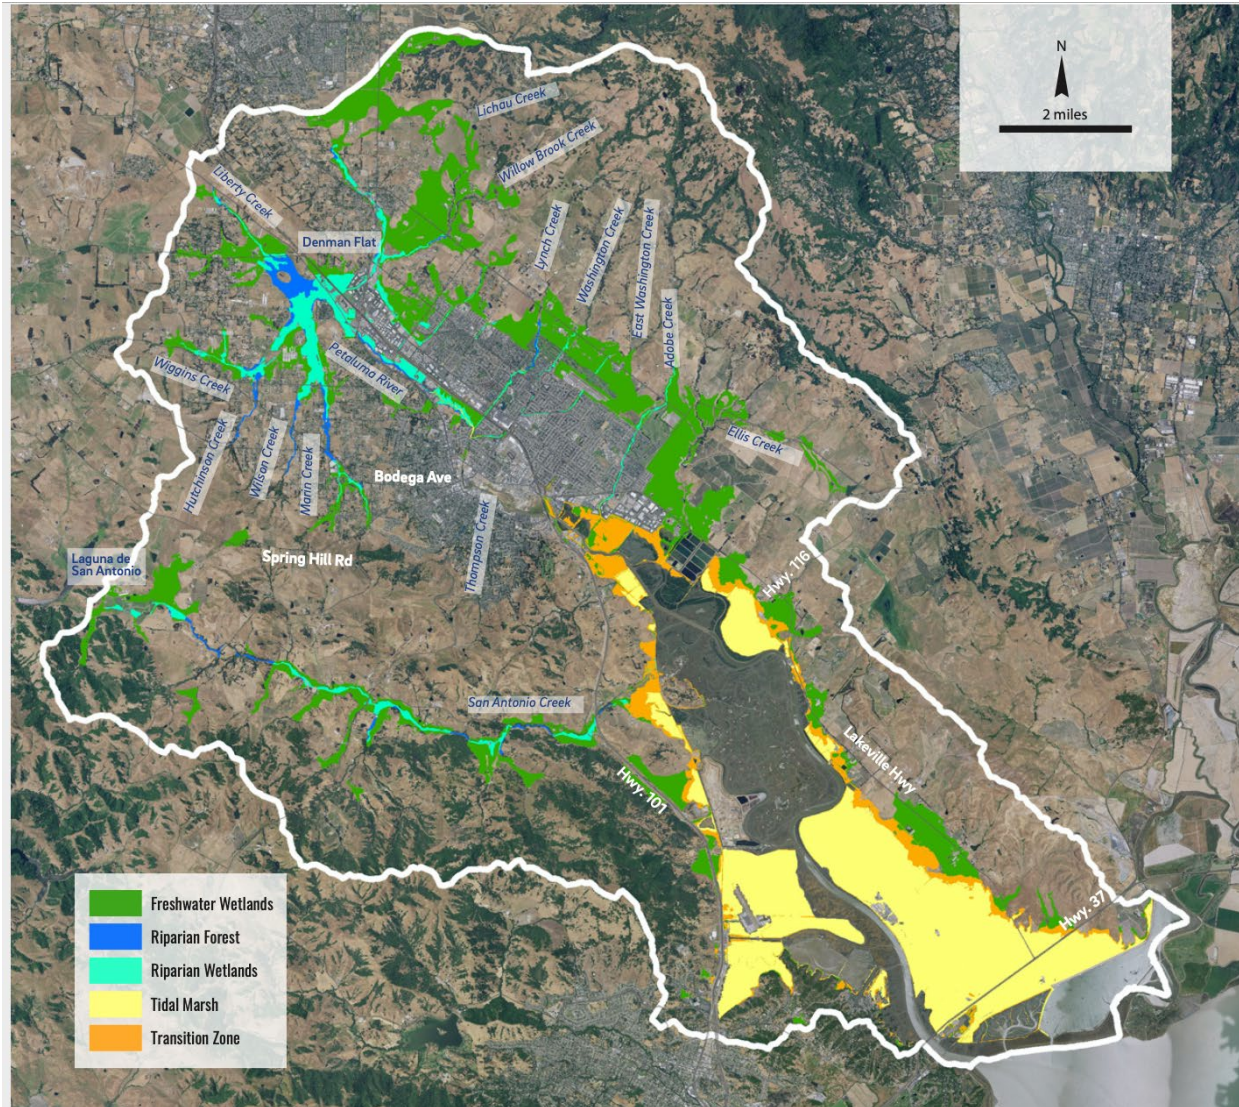 N
2 miles
Lichau Creek
Willow Brook Creek
Liberty Creek
Denman Flat
Lynch Creek
Washington Creek
East Washington Creek
Adobe Creek
Petaluma River
Wiggins Creek
Hutchinson Creek
Wilson Creek
Marin Creek
Ellis Creek
Bodega Ave
Thompson Creek
Spring Hill Rd
Laguna de
San Antonio
Hwy. 116
San Antonio Creek
Lakeville Hwy
Hwy. 101
Hwy. 37
Freshwater Wetlands
Riparian Forest
Riparian Wetlands
Tidal Marsh
Transition Zone